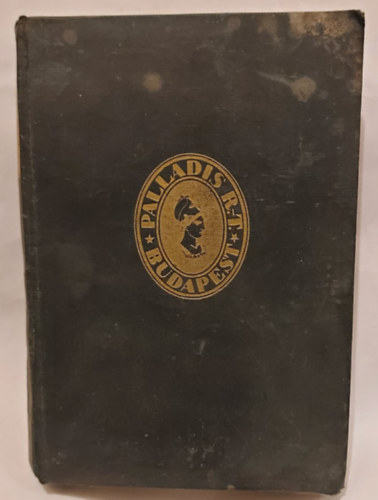 PALLADIS R-T.
★ BUDAPEST ★